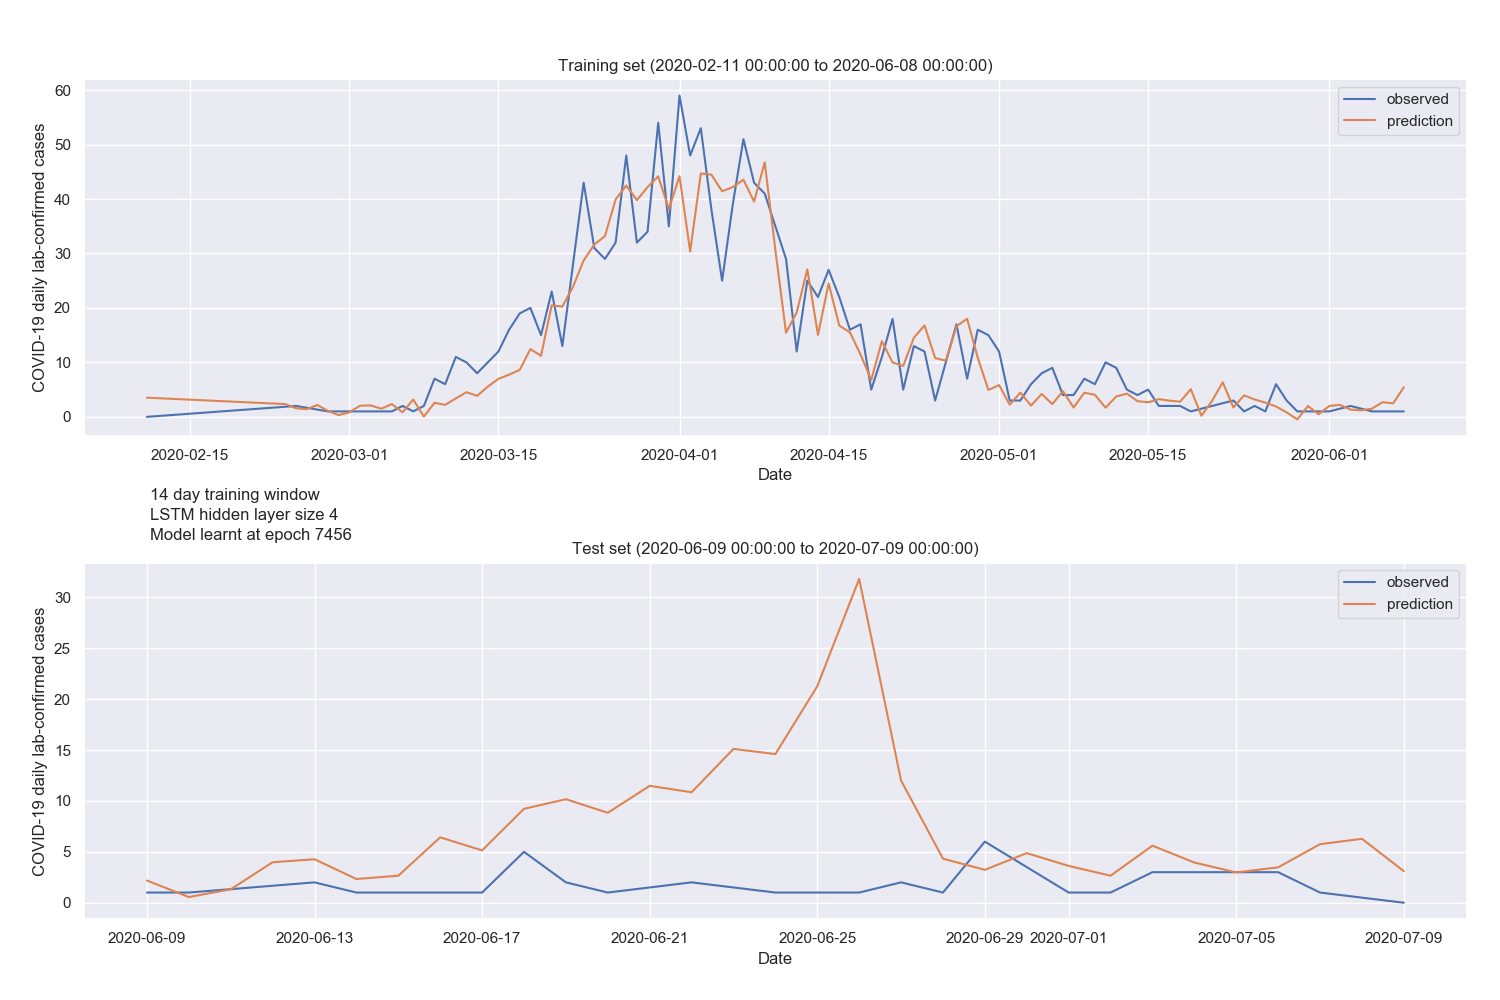 Training set (2020-02-11 00:00:00 to 2020-06-08 00:00:00)
COVID-19 daily lab-confirmed cases
60
50
40
30
20
10
0
observed
prediction
2020-02-15 2020-03-01 2020-03-15 2020-04-01 2020-04-15 2020-05-01 2020-05-15 2020-06-01
Date
14 day training window
LSTM hidden layer size 4
Model learnt at epoch 7456
Test set (2020-06-09 00:00:00 to 2020-07-09 00:00:00)
COVID-19 daily lab-confirmed cases
30
25
20
15
10
5
0
observed
prediction
2020-06-09 2020-06-13 2020-06-17 2020-06-21 2020-06-25 2020-06-29 2020-07-01 2020-07-05 2020-07-09
Date